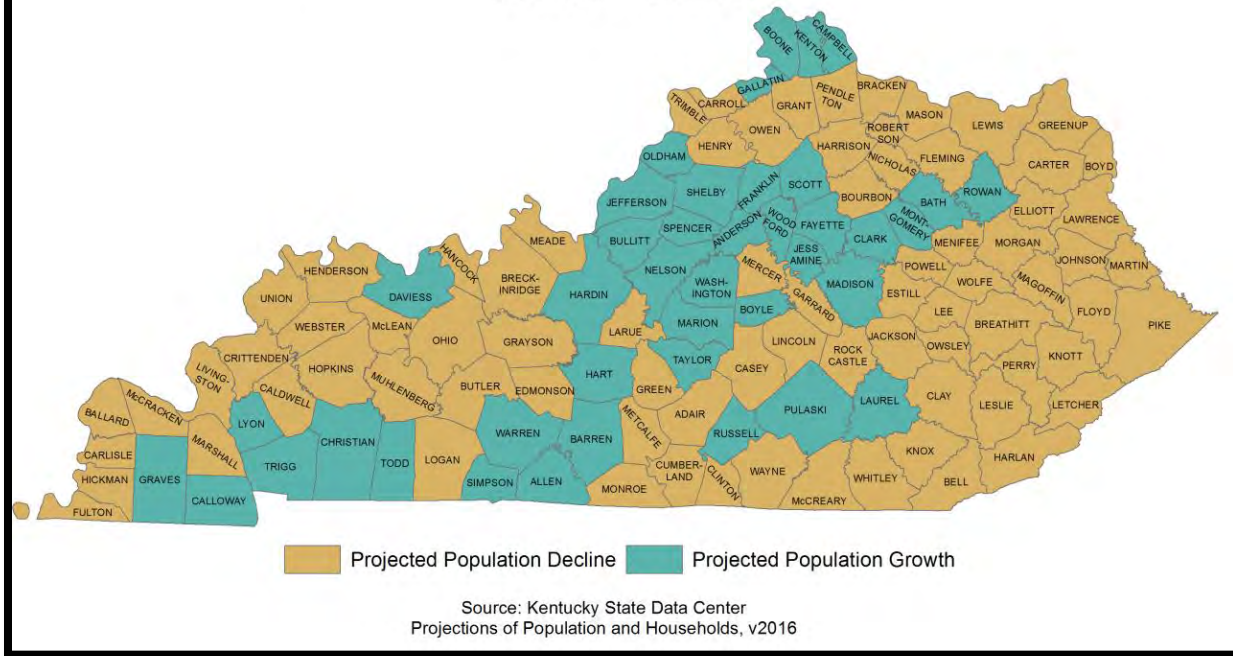 CAMPBELL
KENTON
BOONE
GALLATIN
PENDLE
TON
BRACKEN
GRANT
CARROLL
TRIMBLE
OWEN
MASON
ROBERT
SON
LEWIS
GREENUP
HENRY
HARRISON
NICHOLAS
FLEMING
CARTER
BOYD
OLDHAM
SHELBY
FRANKLIN
SCOTT
BOURBON
BATH
ROWAN
ELLIOTT
LAWRENCE
JEFFERSON
SPENCER
ANDERSON
WOOD
FORD
FAYETTE
CLARK
MONT-
GOMERY
MENIFEE
MORGAN
JOHNSON
MARTIN
BULLITT
JESS
AMINE
MEADE
HANCOCK
BRECK-
INRIDGE
NELSON
WASH-
INGTON
MERCER
GARRARD
MADISON
POWELL
ESTILL
WOLFE
MAGOFFIN
HENDERSON
DAVIESS
UNION
HARDIN
LARUE
MARION
BOYLE
LEE
BREATHITT
FLOYD
PIKE
WEBSTER
McLEAN
OHIO
GRAYSON
LINCOLN
ROCK
CASTLE
JACKSON
OWSLEY
KNOTT
PERRY
CRITTENDEN
LIVING-
STON
HOPKINS
MUHLENBERG
BUTLER
EDMONSON
HART
GREEN
TAYLOR
CASEY
CALDWELL
LYON
PULASKI
LAUREL
CLAY
LESLIE
LETCHER
BALLARD
McCRACKEN
MARSHALL
TRIGG
CHRISTIAN
TODD
LOGAN
WARREN
BARREN
METCALFE
ADAIR
RUSSELL
CARLISLE
HICKMAN
FULTON
GRAVES
CALLOWAY
SIMPSON
ALLEN
MONROE
CUMBER-
LAND
CLINTON
WAYNE
McCREARY
WHITLEY
KNOX
BELL
HARLAN
Projected Population Decline
Projected Population Growth
Source: Kentucky State Data Center
Projections of Population and Households, v2016